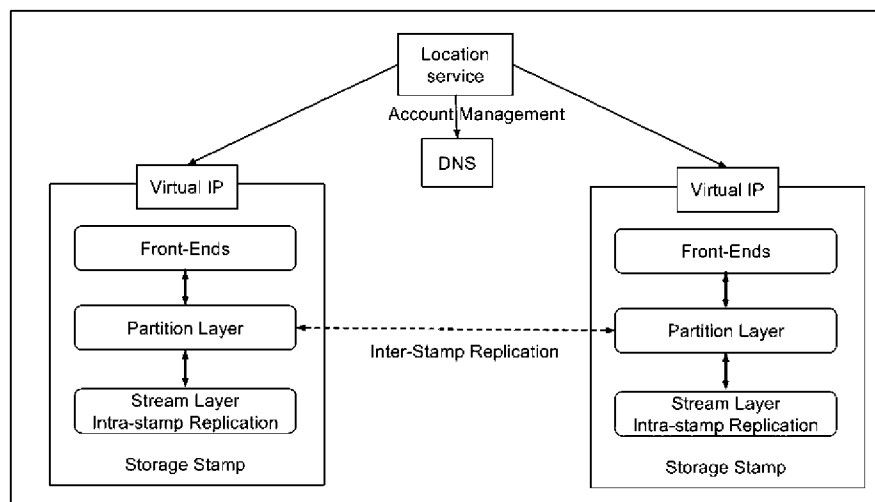 Location
service
Account Management
DNS
Virtual IP
Virtual IP
Front-Ends
Front-Ends
Partition Layer
Partition Layer
Inter-Stamp Replication
Stream Layer
Intra-stamp Replication
Stream Layer
Intra-stamp Replication
Storage Stamp
Storage Stamp